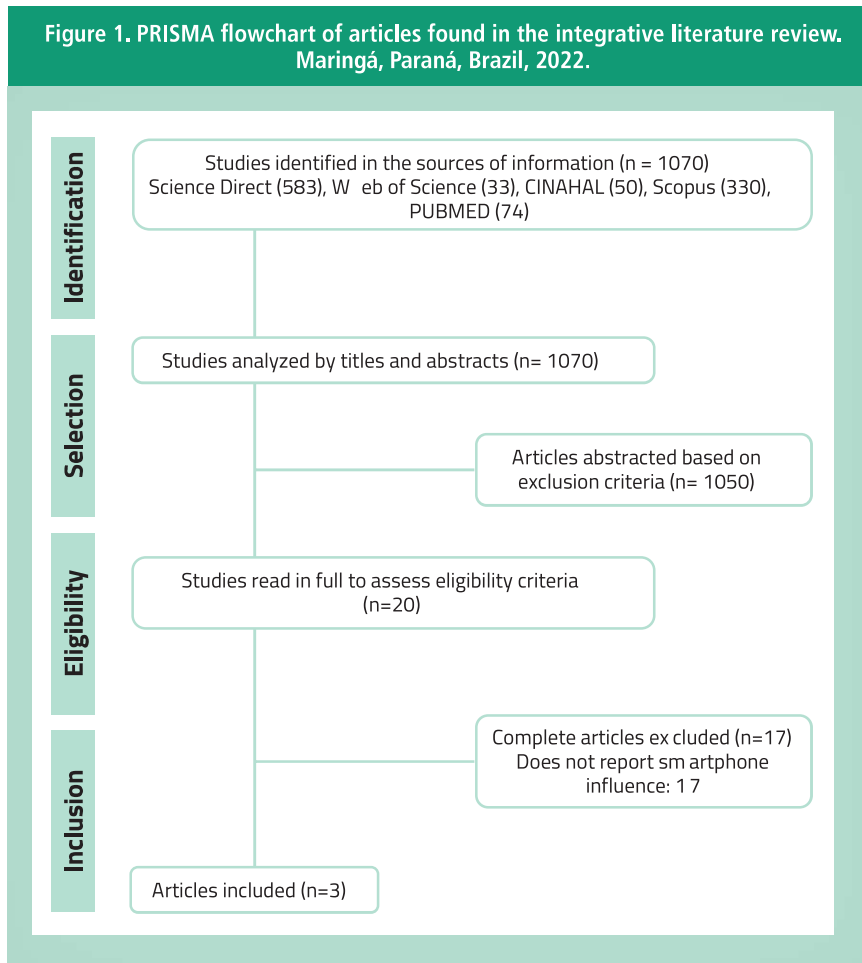 Figure 1. PRISMA flowchart of articles found in the integrative literature review.
Maringá, Paraná, Brazil, 2022.
Identification
Studies identified in the sources of information (n = 1070)
Science Direct (583), W eb of Science (33), CINAHAL (50), Scopus (330),
PUBMED (74)
Selection
Studies analyzed by titles and abstracts (n= 1070)
Articles abstracted based on
exclusion criteria (n= 1050)
Eligibility
Studies read in full to assess eligibility criteria
(n=20)
Inclusion
Complete articles ex cluded (n=17)
Does not report sm artphone
influence: 1 7
Articles included (n=3)